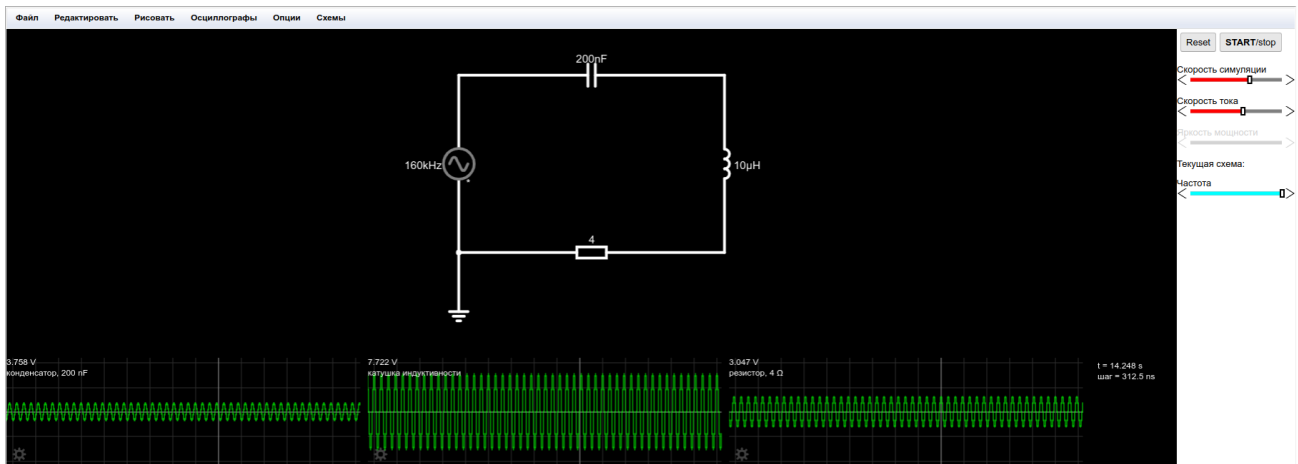 Файл Редактировать Рисовать Осциллографы Опции Схемы
Reset START/stop
Скорость симуляции
Скорость тока
Яркость мощности
Текущая схема:
Частота
200nF
160kHz
10μH
4
3.758 V
конденсатор, 200 nF
7.722 V
катушка индуктивности
3.047 V
резистор, 4 Ω
t = 14.248 s
шаг = 312.5 ns